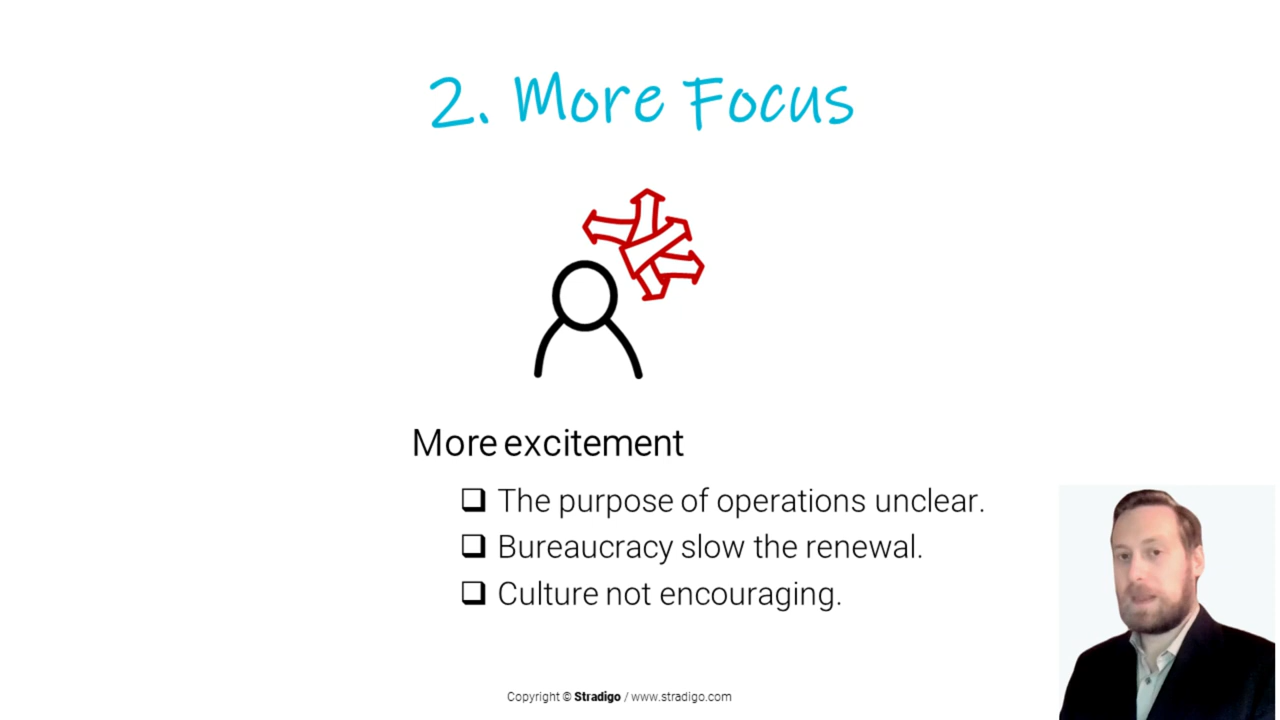 2. More Focus
More excitement
❑ The purpose of operations unclear.
❑ Bureaucracy slow the renewal.
❑ Culture not encouraging.
Copyright © Stradigo / www.stradigo.com